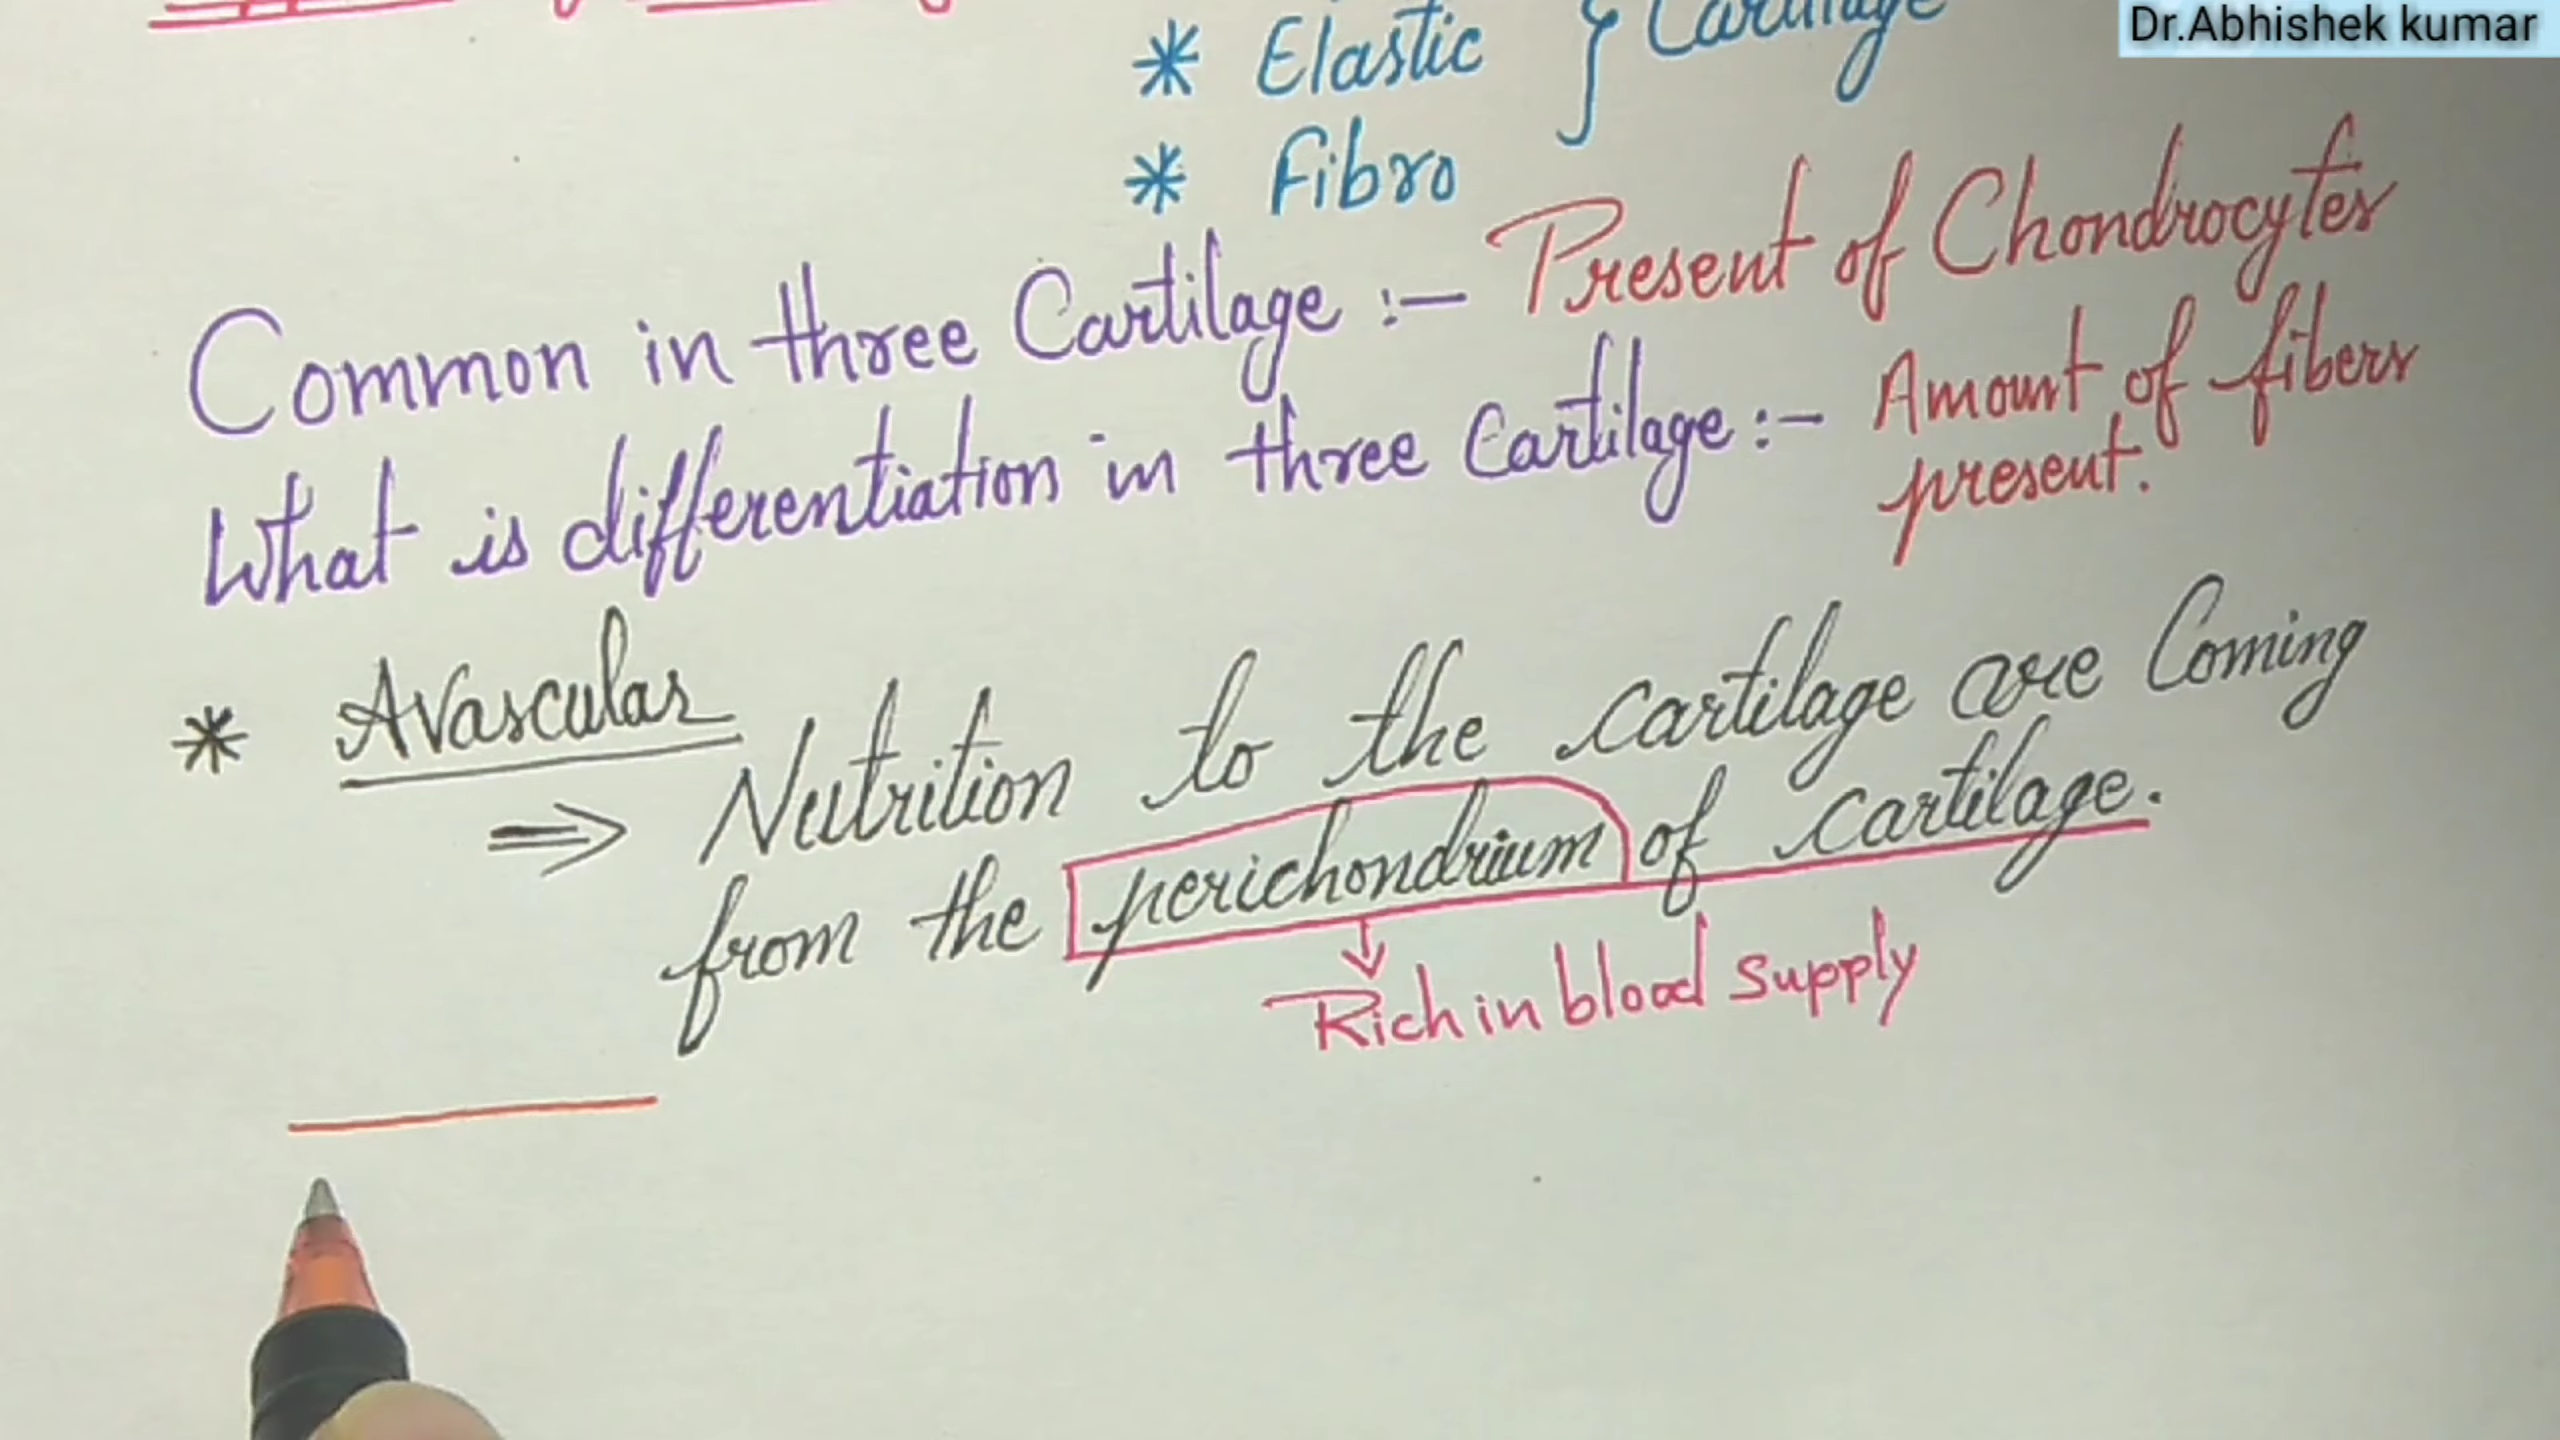 Dr.Abhishek kumar
* Elastic } Cartilage
* Fibro
Common in three Cartilage :- Present of Chondrocytes
What is differentiation in three Cartilage :- Amount of fibers
present.
* Avascular
⇒ Nutrition to the cartilage are Coming
from the perichondrium of cartilage.
↓
Rich in blood supply